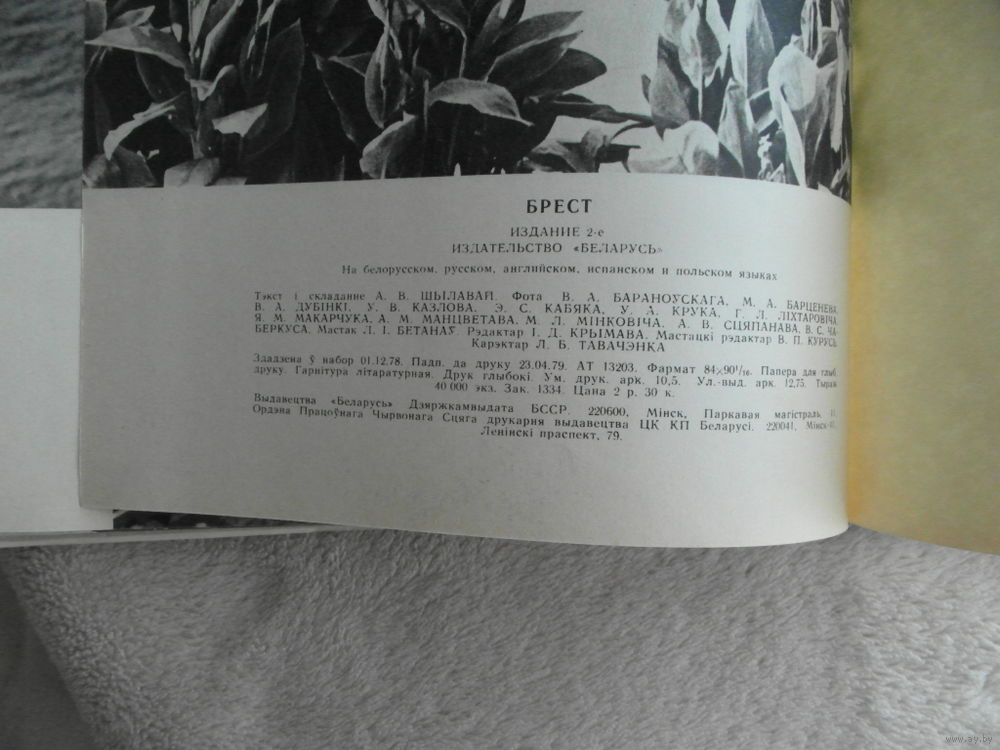 БРЕСТ
ИЗДАНИЕ 2-е
ИЗДАТЕЛЬСТВО «БЕЛАРУСЬ»
На белорусском, русском, английском, испанском и польском языках
Тэкст і складанне А. В. ШЫЛАВАЙ. Фота В. А. БАРАНОЎСКАГА, М. А. БАРЦЕНЕВА,
В. А. ДУБІНКІ, У. В. КАЗЛОВА, Э. С. КАБЯКА, У. А. КРУКА, Г. Л. ЛІХТАРОВІЧА,
Я. М. МАКАРЧУКА, А. М. МАНЦВЕТАВА, М. Л. МІНКОВІЧА, А. В. СЦЯПАНАВА, В. С. ЧА-
БЕРКУСА. Мастак Л. І. БЕТАНАЎ. Рэдактар І. Д. КРЫМАВА. Мастацкі рэдактар В. П. КУРУСЬ.
Карэктар Л. Б. ТАВАЧЭНКА
Здадзена ў набор 01.12.78. Падп. да друку 23.04.79. АТ 13203. Фармат 84×90¹/₁₆. Папера для глыб.
друку. Гарнітура літаратурная. Друк глыбокі. Ум. друк. арк. 10,5. Ул.-выд. арк. 12,75. Тыраж
40 000 экз. Зак. 1334. Цана 2 р. 30 к.
Выдавецтва «Беларусь» Дзяржкамвыдата БССР. 220600, Мінск, Паркавая магістраль, 11.
Ордэна Працоўнага Чырвонага Сцяга друкарня выдавецтва ЦК КП Беларусі. 220041, Мінск-41,
Ленінскі праспект, 79.
www.ay.by